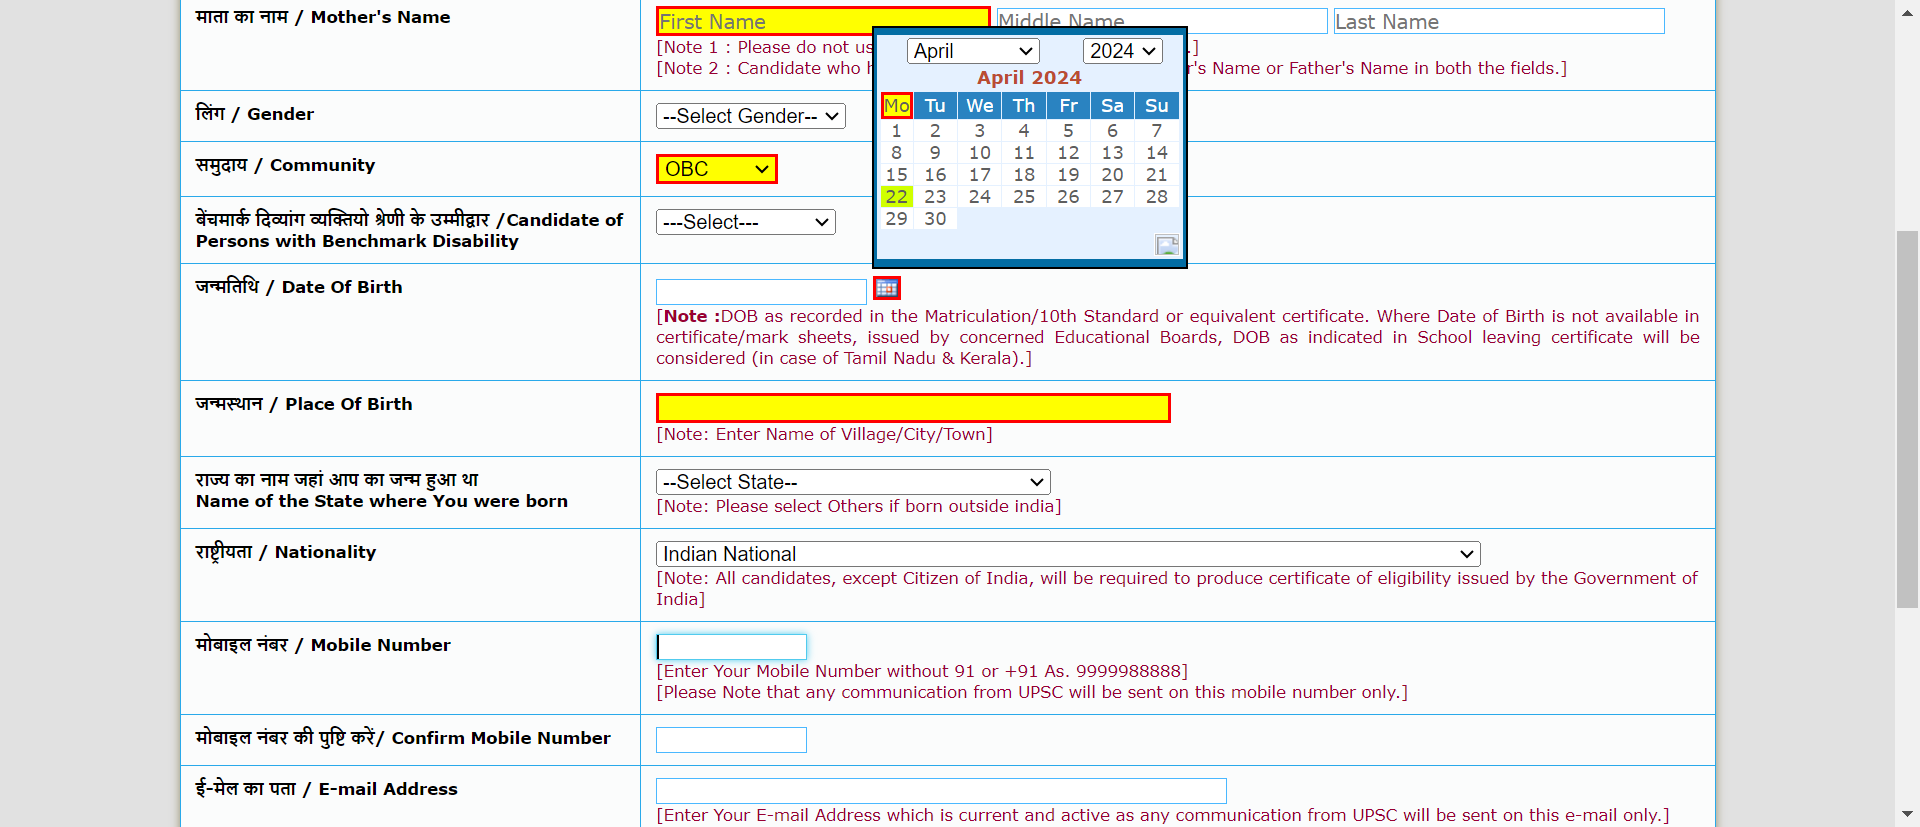 माता का नाम / Mother's Name
First Name
Middle Name
Last Name
[Note 1 : Please do not us
.]
[Note 2 : Candidate who h
r's Name or Father's Name in both the fields.]
April
2024
April 2024
Mo Tu We Th Fr Sa Su
1 2 3 4 5 6 7
8 9 10 11 12 13 14
15 16 17 18 19 20 21
22 23 24 25 26 27 28
29 30
लिंग / Gender
--Select Gender--
समुदाय / Community
OBC
बेंचमार्क दिव्यांग व्यक्तियो श्रेणी के उम्मीद्वार /Candidate of
Persons with Benchmark Disability
---Select---
जन्मतिथि / Date Of Birth
[Note :DOB as recorded in the Matriculation/10th Standard or equivalent certificate. Where Date of Birth is not available in
certificate/mark sheets, issued by concerned Educational Boards, DOB as indicated in School leaving certificate will be
considered (in case of Tamil Nadu & Kerala).]
जन्मस्थान / Place Of Birth
[Note: Enter Name of Village/City/Town]
राज्य का नाम जहां आप का जन्म हुआ था
Name of the State where You were born
--Select State--
[Note: Please select Others if born outside india]
राष्ट्रीयता / Nationality
Indian National
[Note: All candidates, except Citizen of India, will be required to produce certificate of eligibility issued by the Government of
India]
मोबाइल नंबर / Mobile Number
[Enter Your Mobile Number without 91 or +91 As. 9999988888]
[Please Note that any communication from UPSC will be sent on this mobile number only.]
मोबाइल नंबर की पुष्टि करें/ Confirm Mobile Number
ई-मेल का पता / E-mail Address
[Enter Your E-mail Address which is current and active as any communication from UPSC will be sent on this e-mail only.]